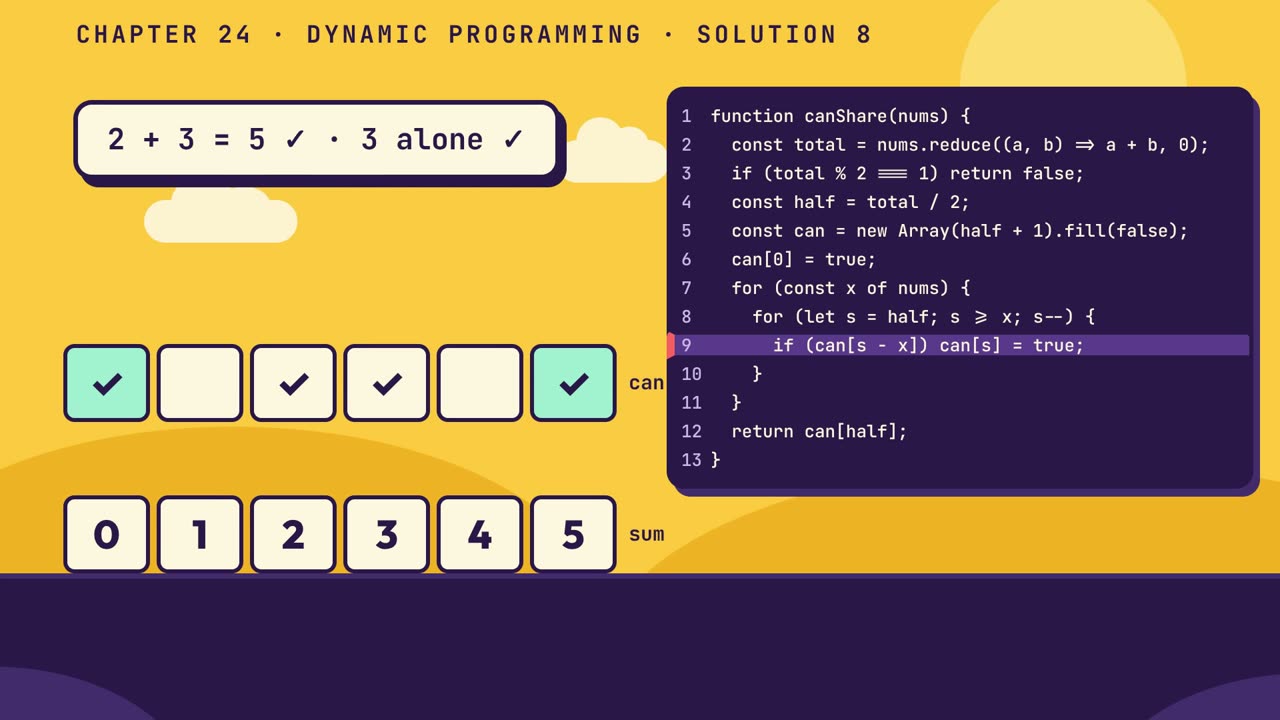 CHAPTER 24 · DYNAMIC PROGRAMMING · SOLUTION 8
2 + 3 = 5 ✓ · 3 alone ✓
✓ ✓ ✓ ✓ can
0 1 2 3 4 5 sum
1 function canShare(nums) {
2 const total = nums.reduce((a, b) => a + b, 0);
3 if (total % 2 === 1) return false;
4 const half = total / 2;
5 const can = new Array(half + 1).fill(false);
6 can[0] = true;
7 for (const x of nums) {
8 for (let s = half; s >= x; s--) {
9 if (can[s - x]) can[s] = true;
10 }
11 }
12 return can[half];
13 }